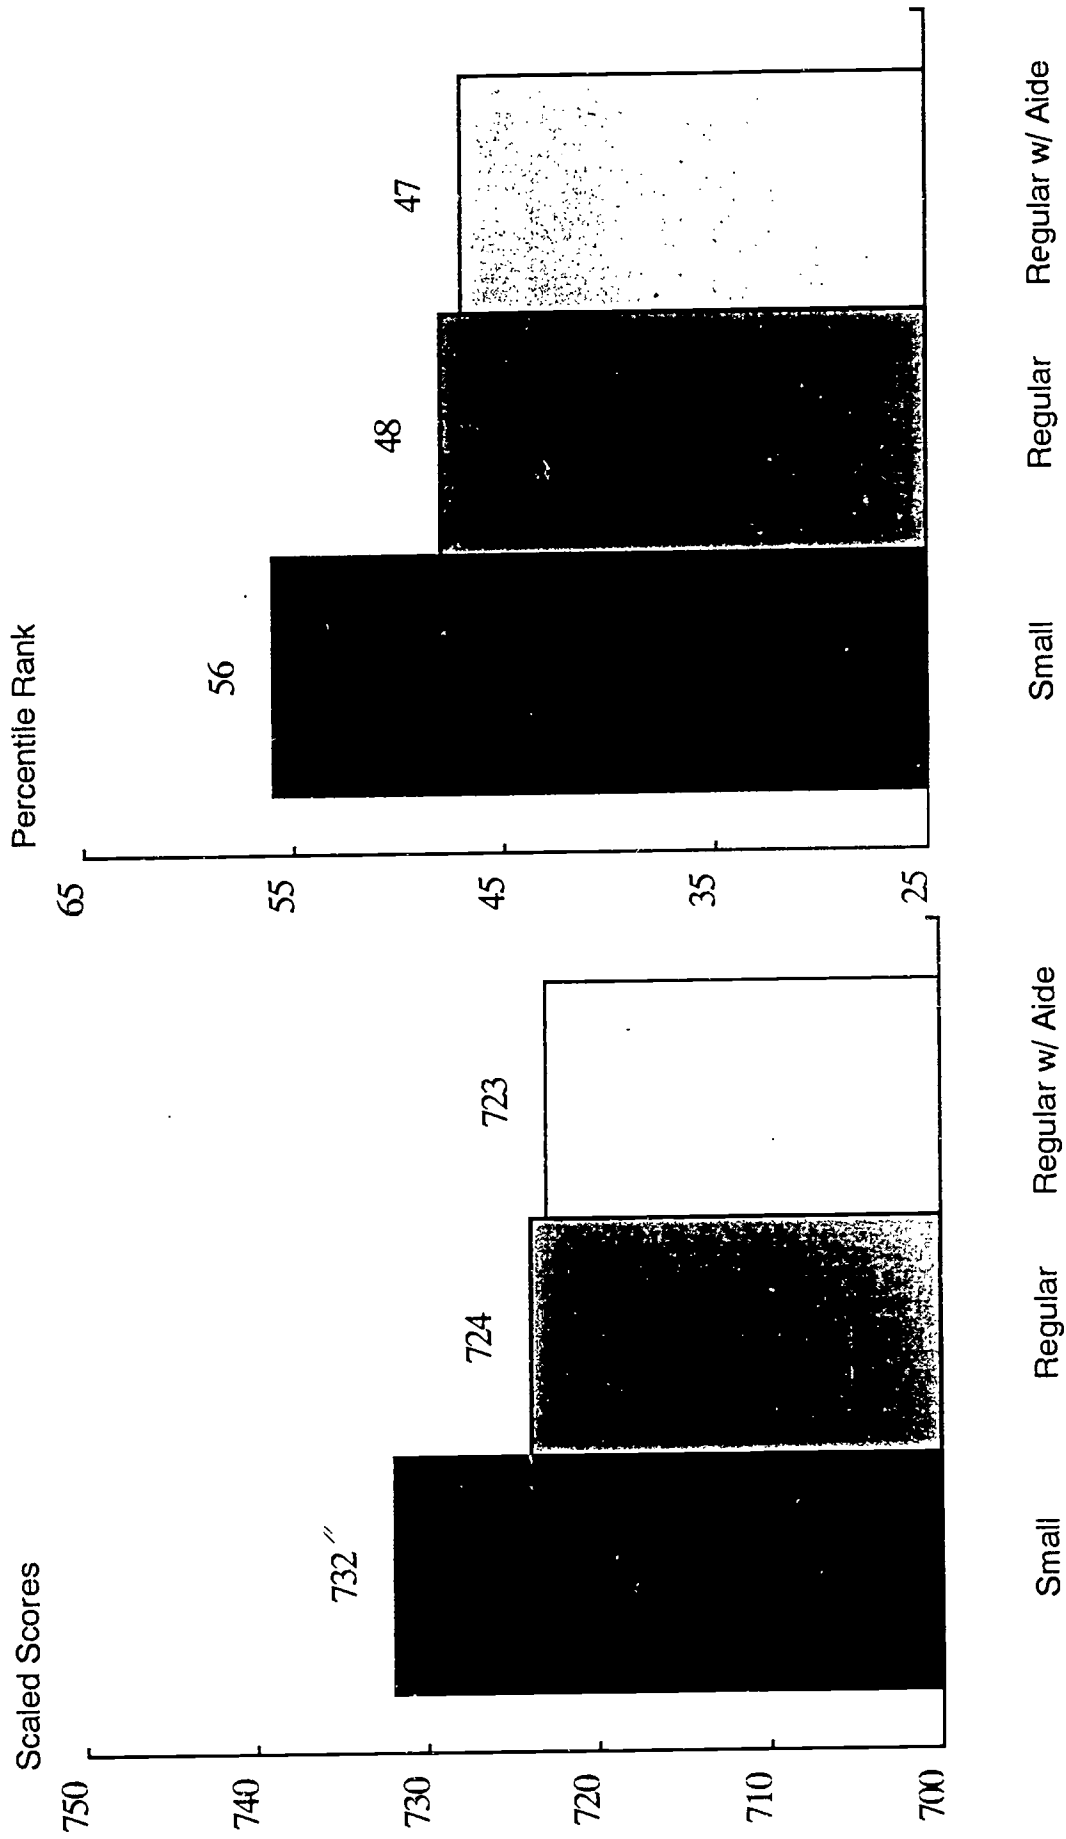 Scaled Scores
750
740
730
720
710
700
732 "
724
723
Small
Regular
Regular w/ Aide
Percentile Rank
65
55
45
35
25
56
48
47
Small
Regular
Regular w/ Aide